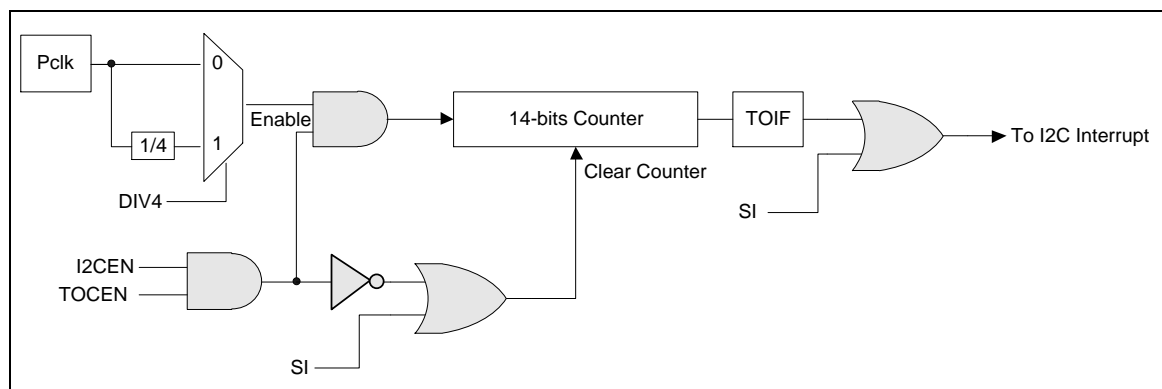 Pclk
0
1/4
1
DIV4
Enable
14-bits Counter
TOIF
To I2C Interrupt
Clear Counter
SI
I2CEN
TOCEN
SI